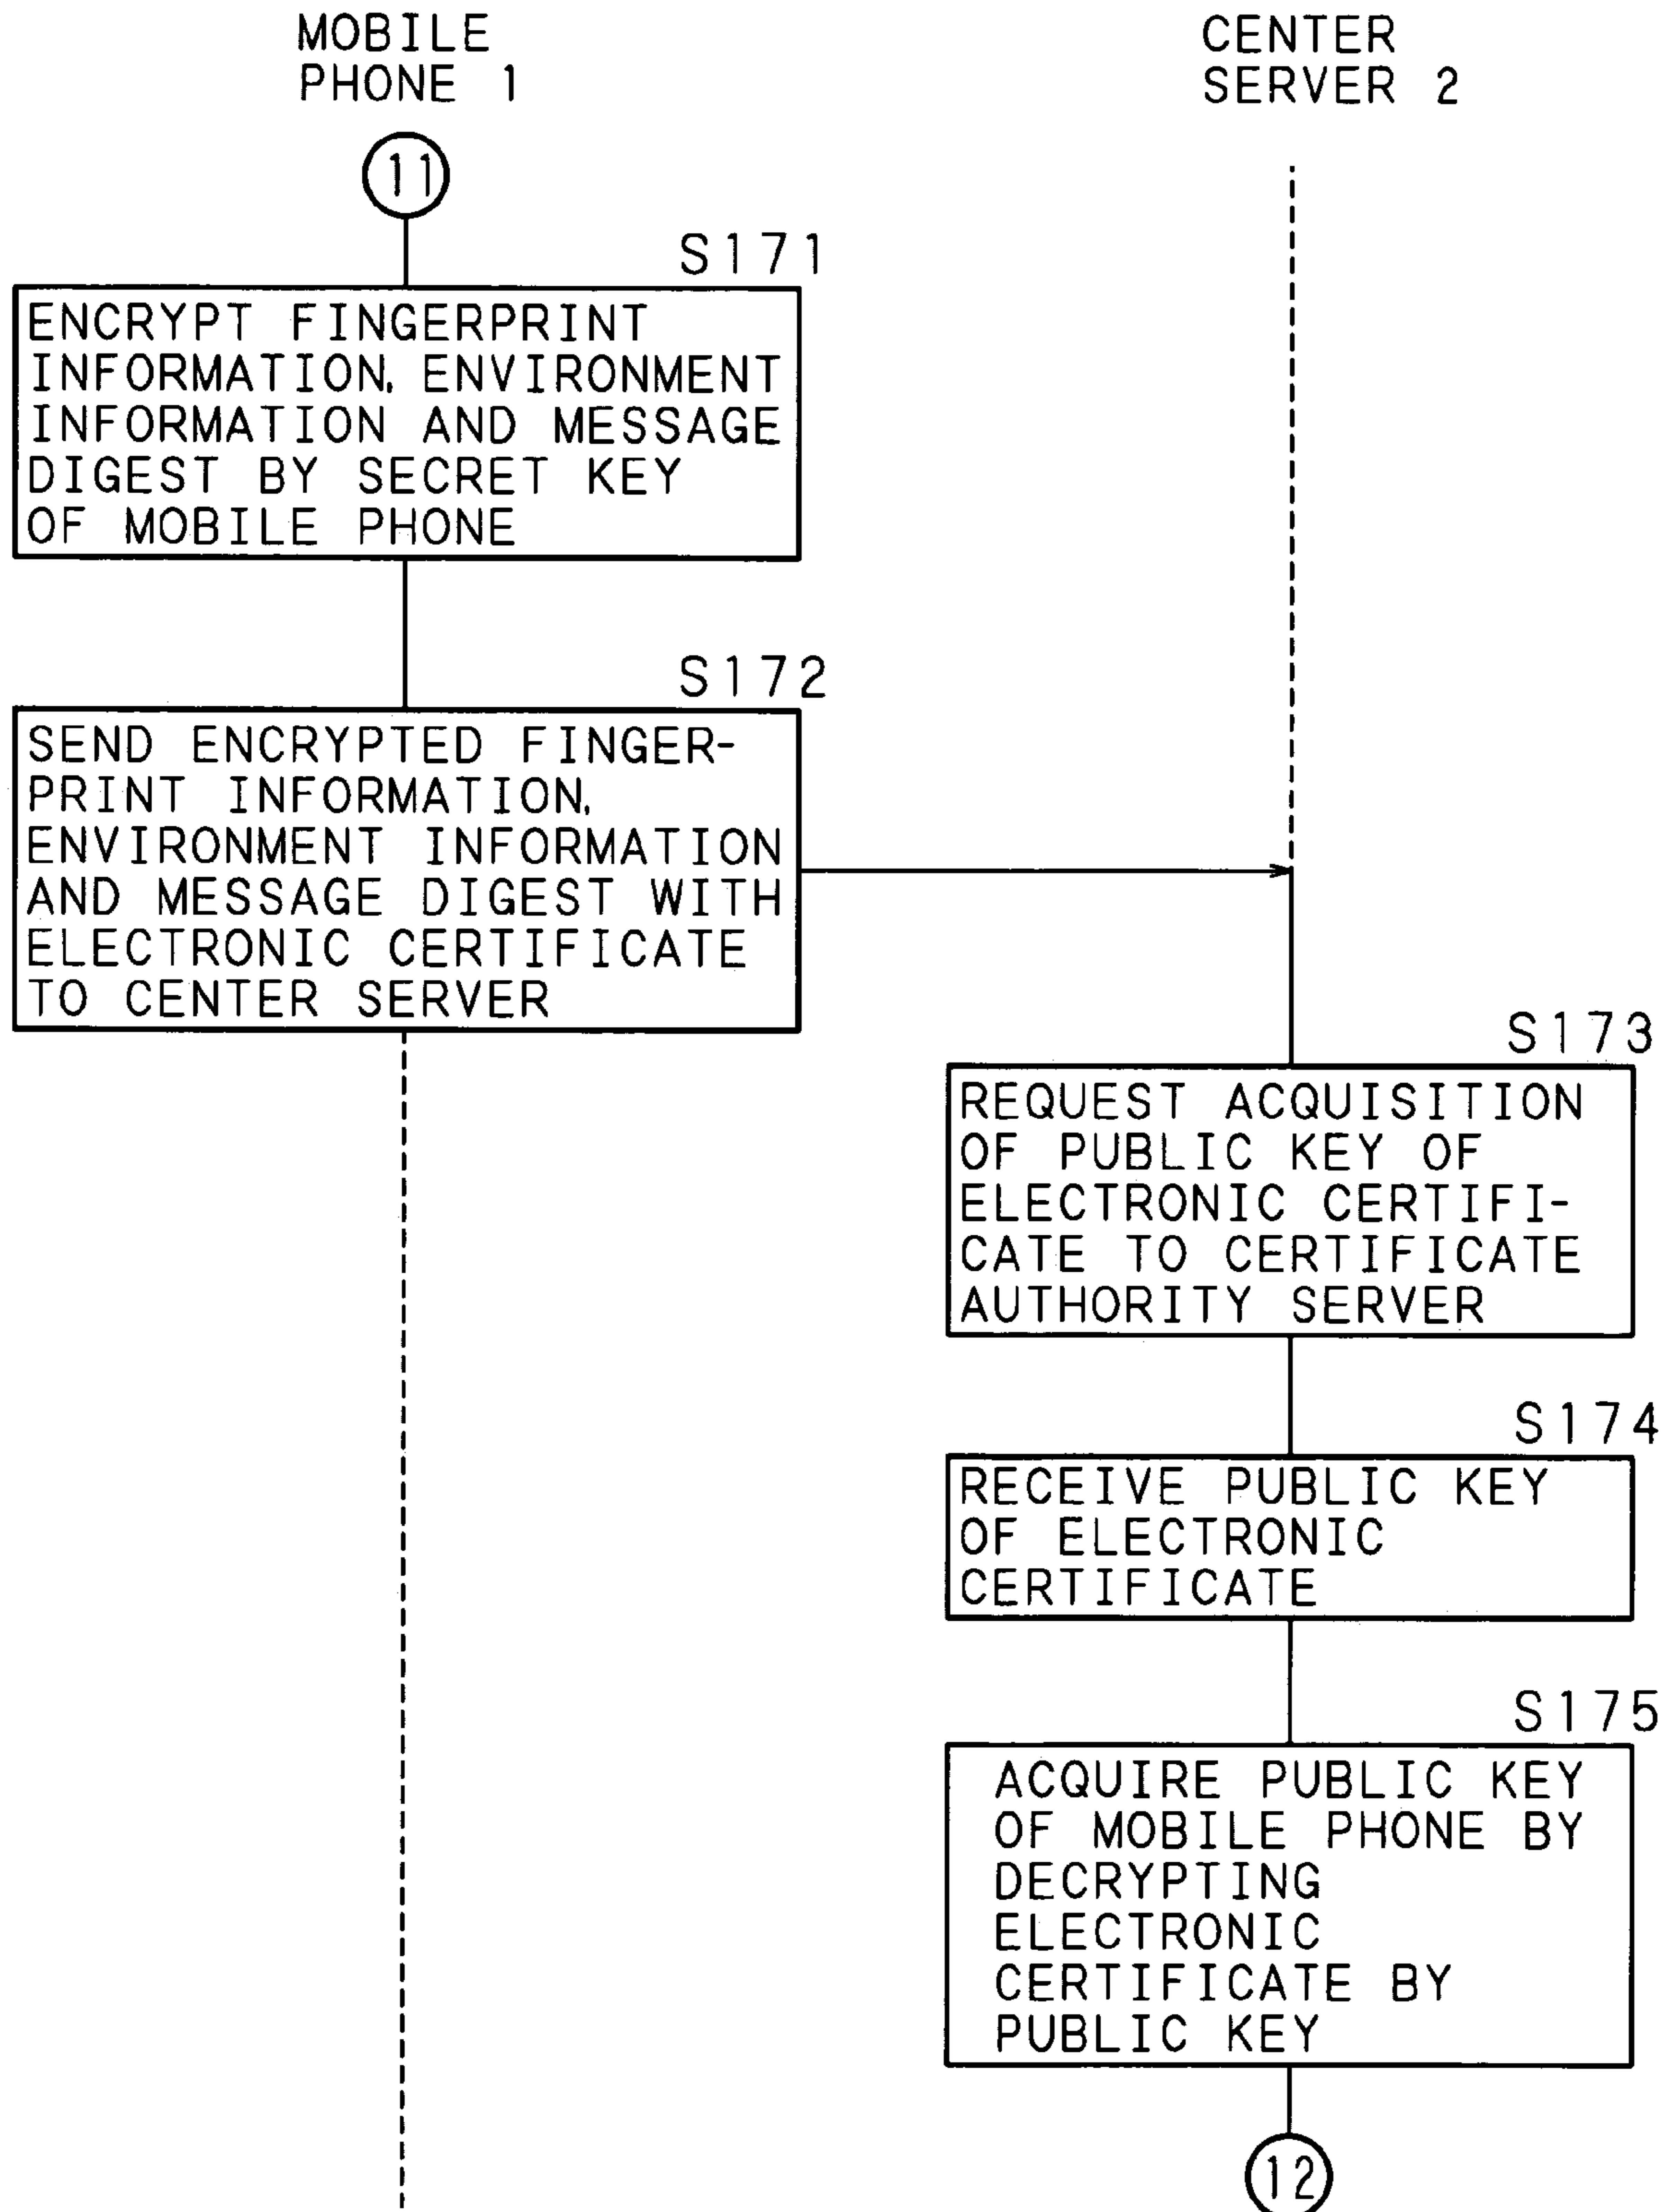 MOBILE
PHONE 1
CENTER
SERVER 2
11
S171
ENCRYPT FINGERPRINT
INFORMATION, ENVIRONMENT
INFORMATION AND MESSAGE
DIGEST BY SECRET KEY
OF MOBILE PHONE
S172
SEND ENCRYPTED FINGER-
PRINT INFORMATION,
ENVIRONMENT INFORMATION
AND MESSAGE DIGEST WITH
ELECTRONIC CERTIFICATE
TO CENTER SERVER
S173
REQUEST ACQUISITION
OF PUBLIC KEY OF
ELECTRONIC CERTIFI-
CATE TO CERTIFICATE
AUTHORITY SERVER
S174
RECEIVE PUBLIC KEY
OF ELECTRONIC
CERTIFICATE
S175
ACQUIRE PUBLIC KEY
OF MOBILE PHONE BY
DECRYPTING
ELECTRONIC
CERTIFICATE BY
PUBLIC KEY
12